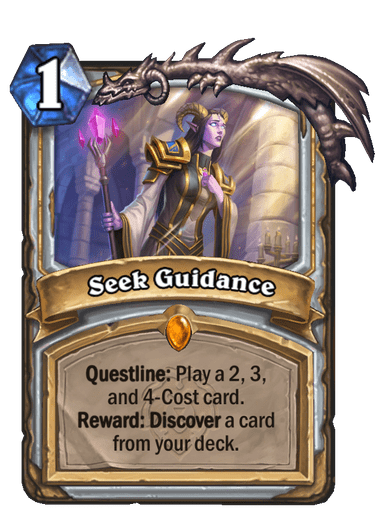 1
Seek Guidance
Questline: Play a 2, 3,
and 4-Cost card.
Reward: Discover a card
from your deck.